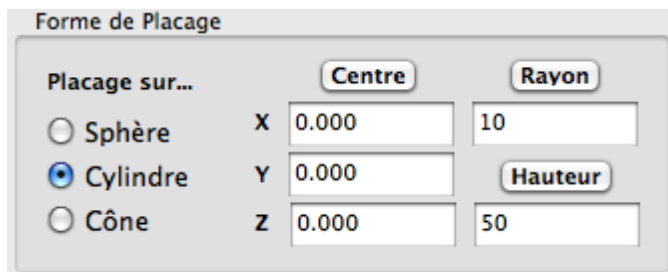 Forme de Placage
Placage sur... Centre Rayon
Sphère X 0.000 10
Cylindre Y 0.000 Hauteur
Cône Z 0.000 50